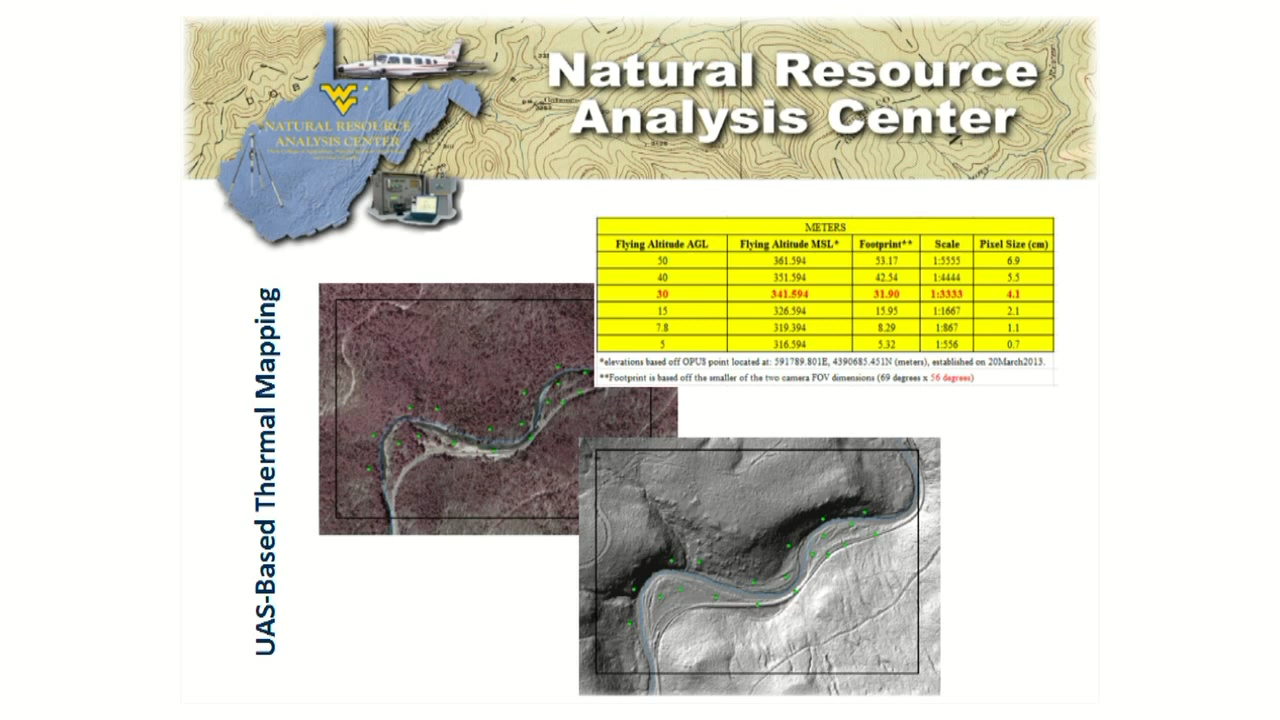 Natural Resource
Analysis Center
NATURAL RESOURCE
ANALYSIS CENTER
METERS
Flying Altitude AGL Flying Altitude MSL* Footprint** Scale Pixel Size (cm)
50 361.594 53.17 1:5555 6.9
40 351.594 42.54 1:4444 5.5
30 341.594 31.90 1:3333 4.1
15 326.594 15.95 1:1667 2.1
7.8 319.394 8.29 1:867 1.1
5 316.594 5.32 1:556 0.7
*elevations based off OPUS point located at: 591789.801E, 4390685.451N (meters), established on 20March2013.
**Footprint is based off the smaller of the two camera FOV dimensions (69 degrees x 56 degrees)
UAS-Based Thermal Mapping